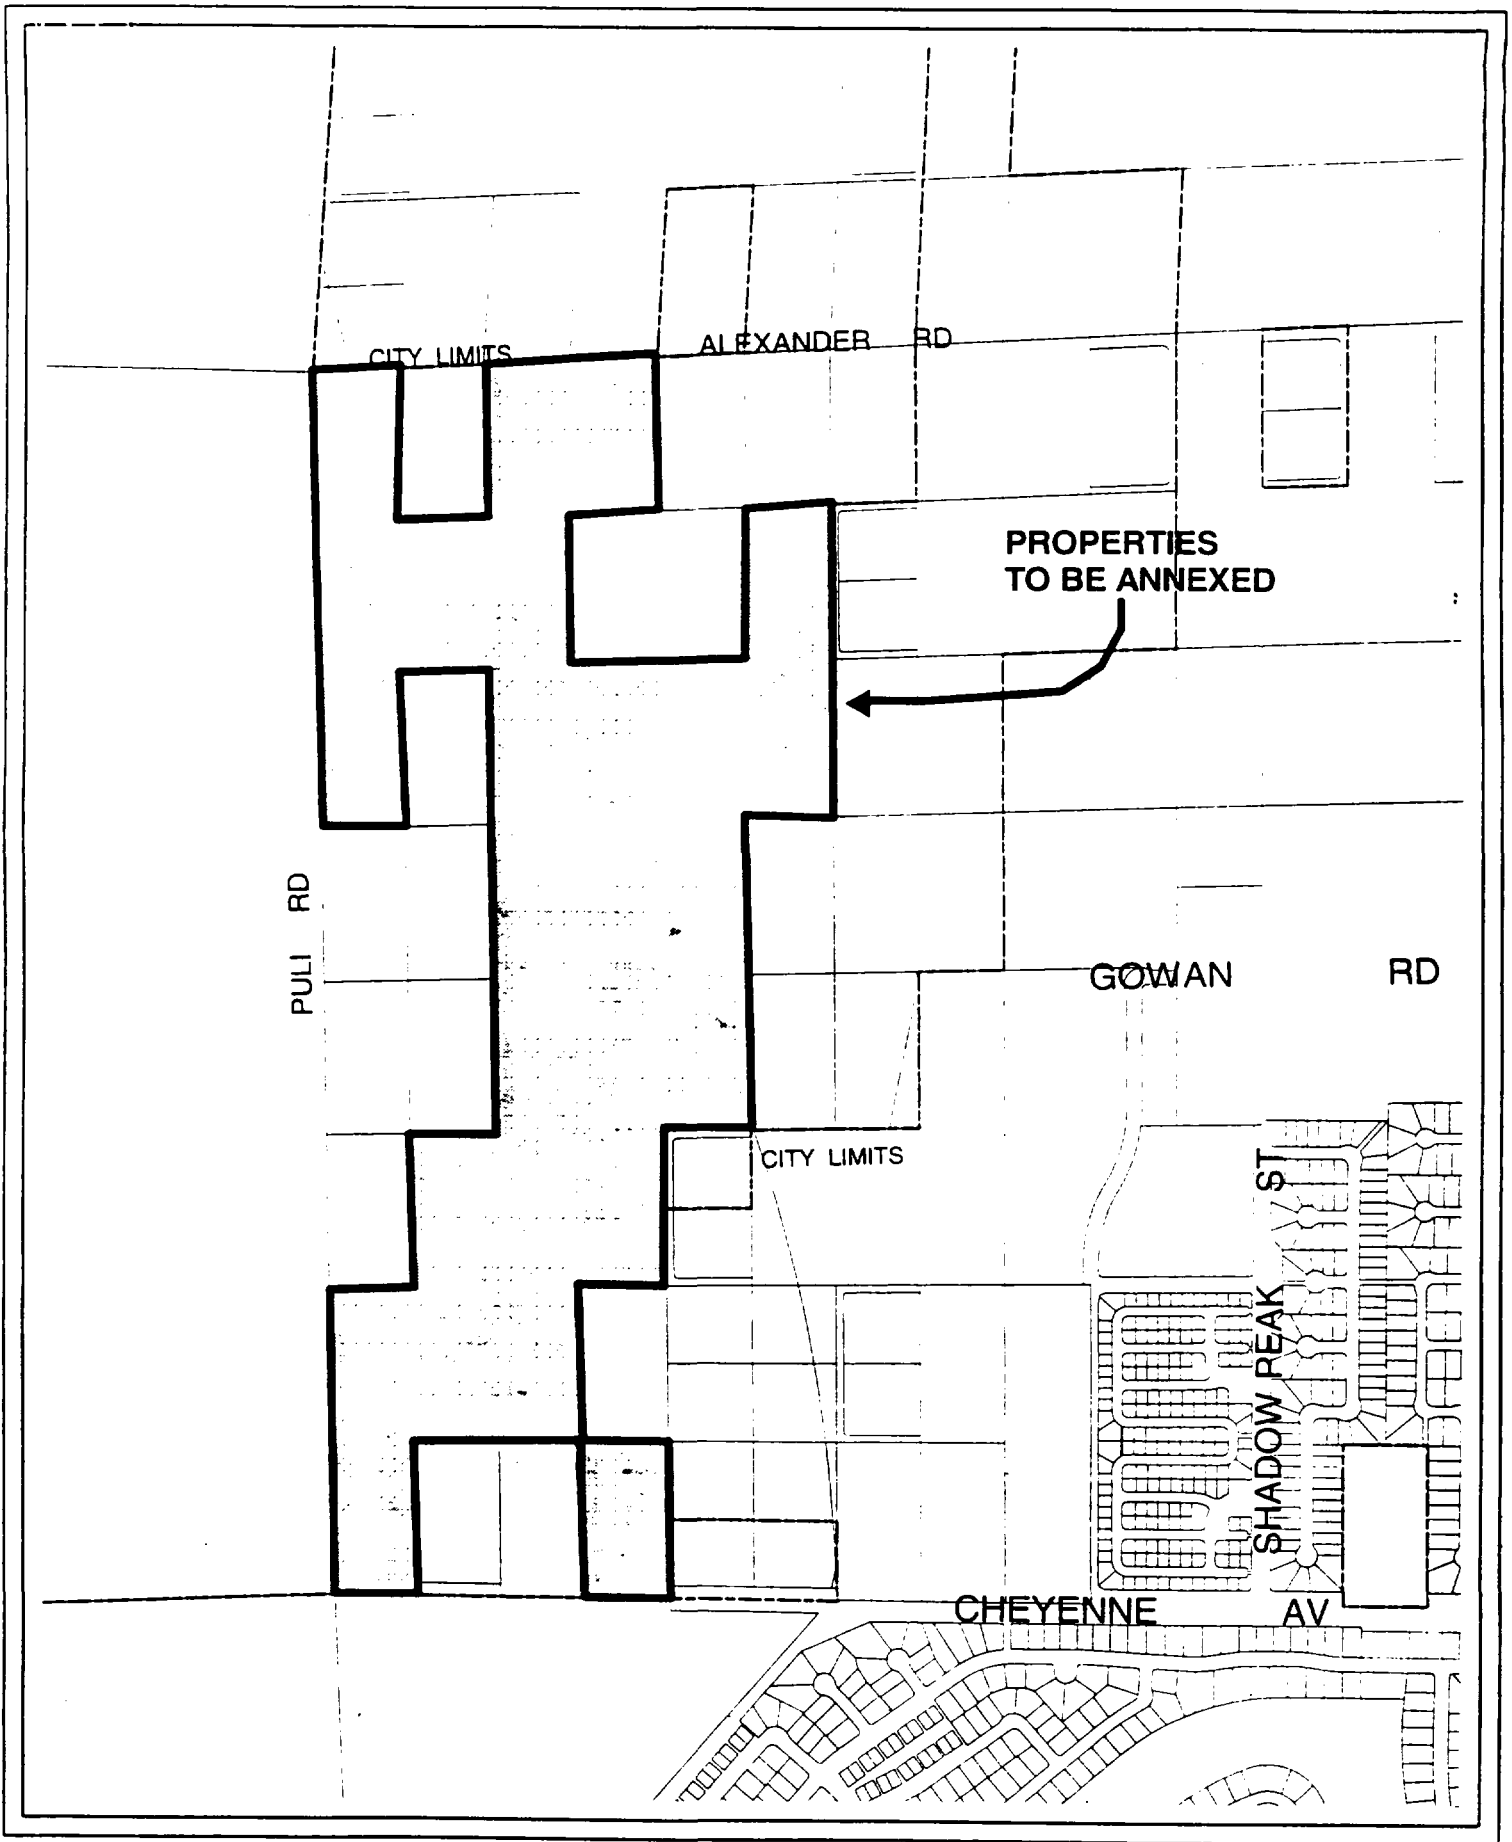 CITY LIMITS
ALEXANDER RD
PROPERTIES
TO BE ANNEXED
PULI RD
GOWAN RD
CITY LIMITS
SHADOW PEAK ST
CHEYENNE AV